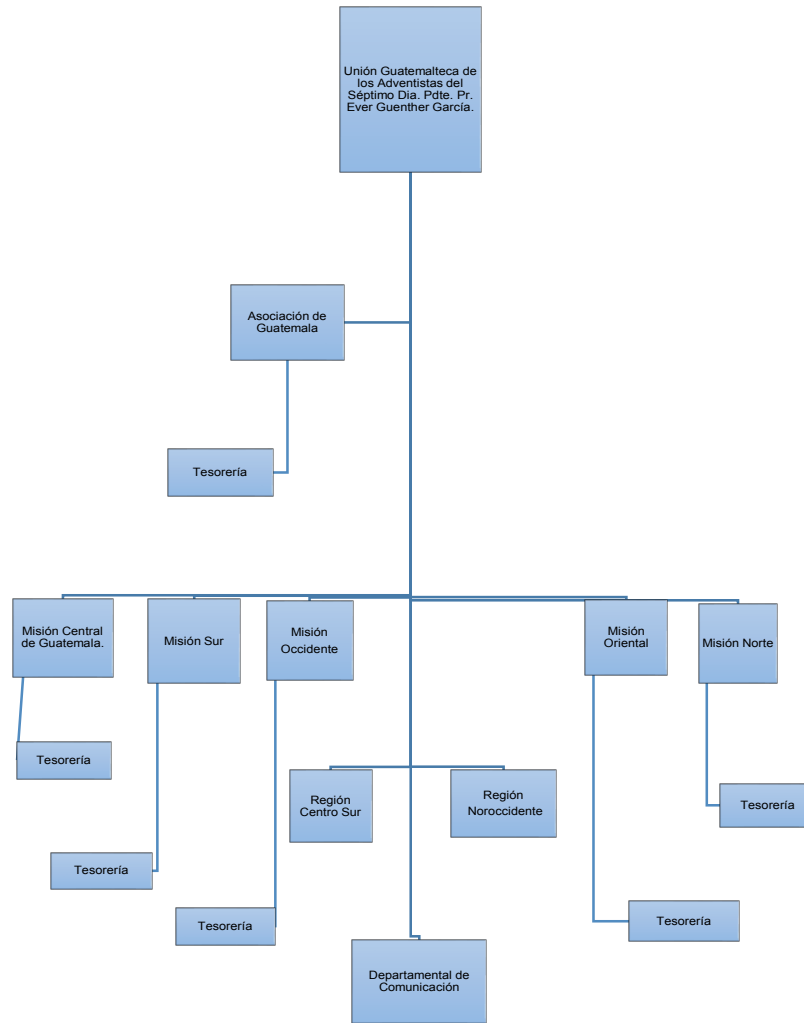 Unión Guatemalteca de
los Adventistas del
Séptimo Dia. Pdte. Pr.
Ever Guenther García.
Asociación de
Guatemala
Tesorería
Misión Central
de Guatemala.
Misión Sur
Misión
Occidente
Misión
Oriental
Misión Norte
Tesorería
Región
Centro Sur
Región
Noroccidente
Tesorería
Tesorería
Tesorería
Tesorería
Departamental de
Comunicación